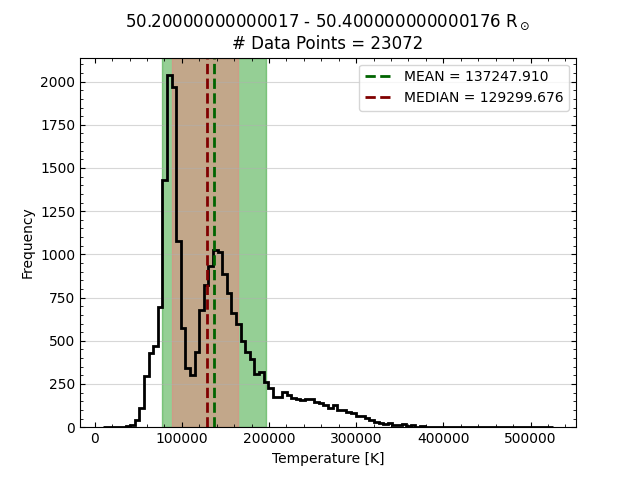 50.20000000000017 - 50.400000000000176 R⊙
# Data Points = 23072
MEAN = 137247.910
MEDIAN = 129299.676
2000
1750
1500
1250
1000
750
500
250
0
Frequency
0 100000 200000 300000 400000 500000
Temperature [K]